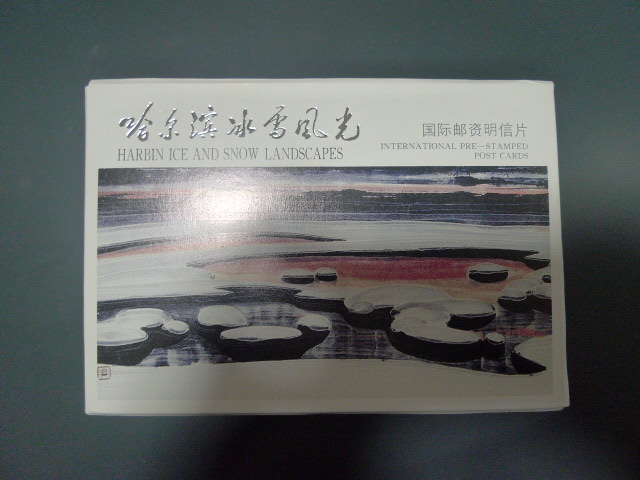 哈尔滨冰雪风光
HARBIN ICE AND SNOW LANDSCAPES
国际邮资明信片
INTERNATIONAL PRE-STAMPED
POST CARDS